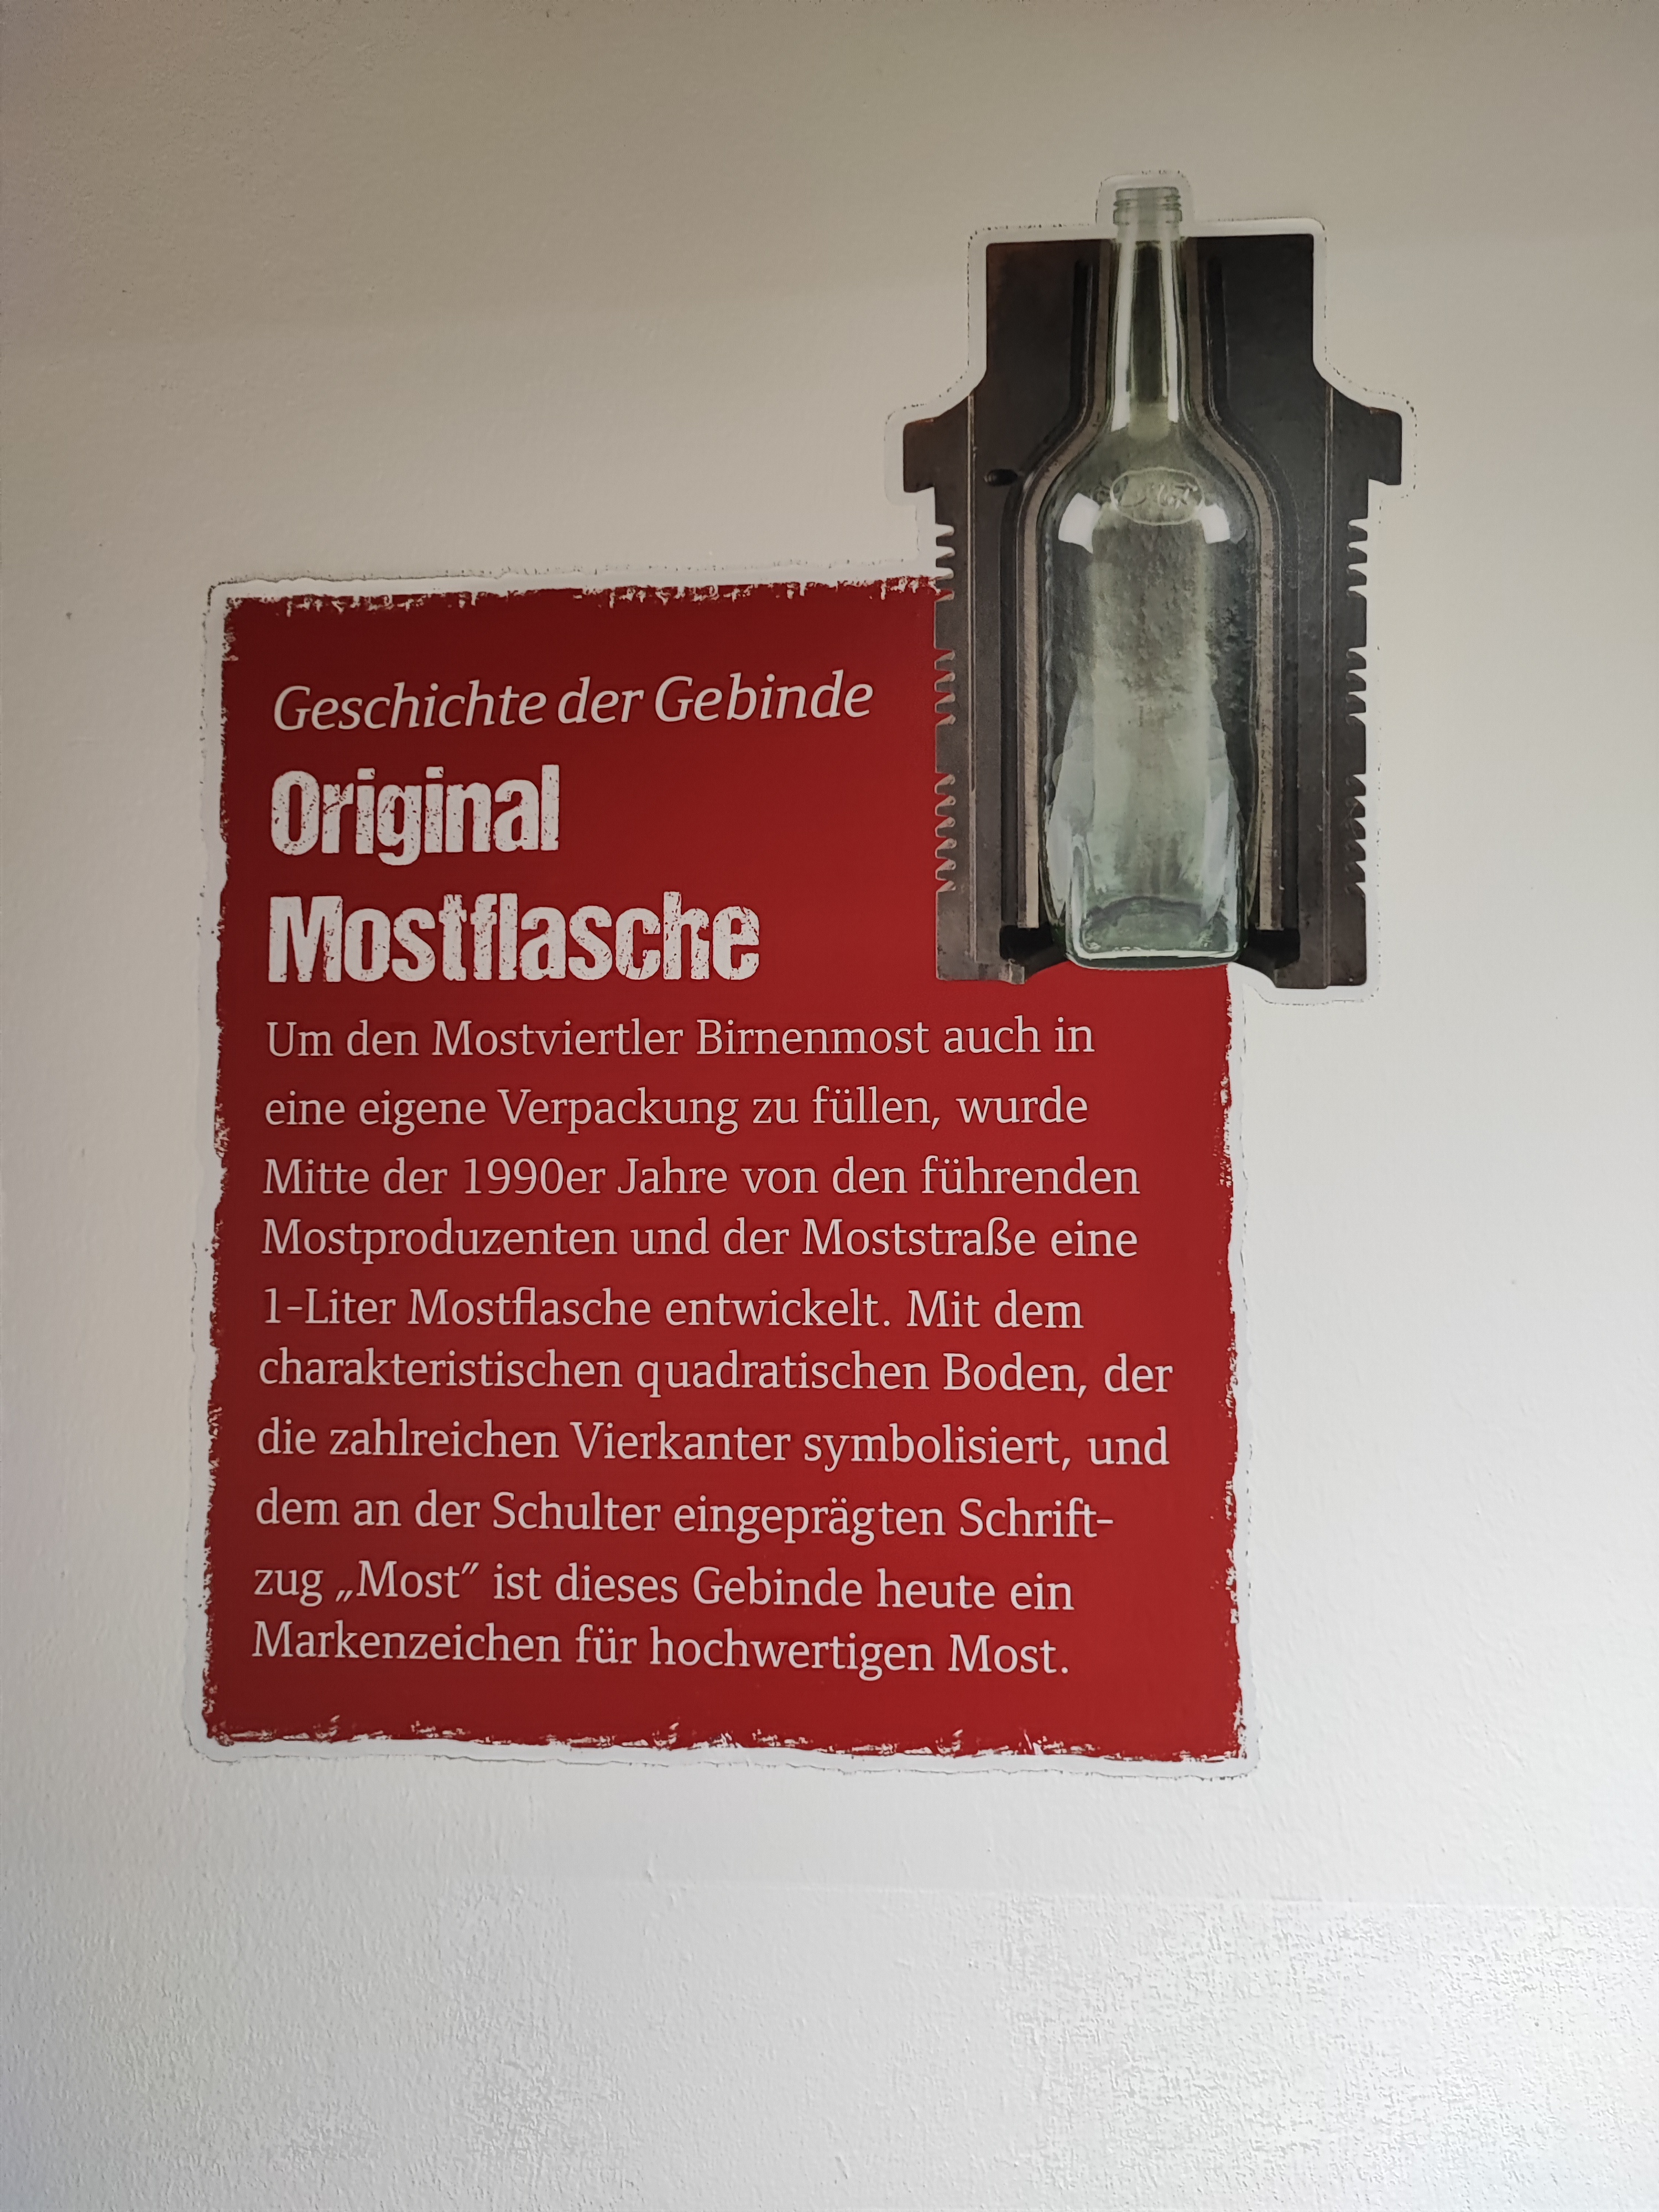 Geschichte der Gebinde
Original
Mostflasche
Um den Mostviertler Birnenmost auch in
eine eigene Verpackung zu füllen, wurde
Mitte der 1990er Jahre von den führenden
Mostproduzenten und der Moststraße eine
1-Liter Mostflasche entwickelt. Mit dem
charakteristischen quadratischen Boden, der
die zahlreichen Vierkanter symbolisiert, und
dem an der Schulter eingeprägten Schrift-
zug „Most” ist dieses Gebinde heute ein
Markenzeichen für hochwertigen Most.